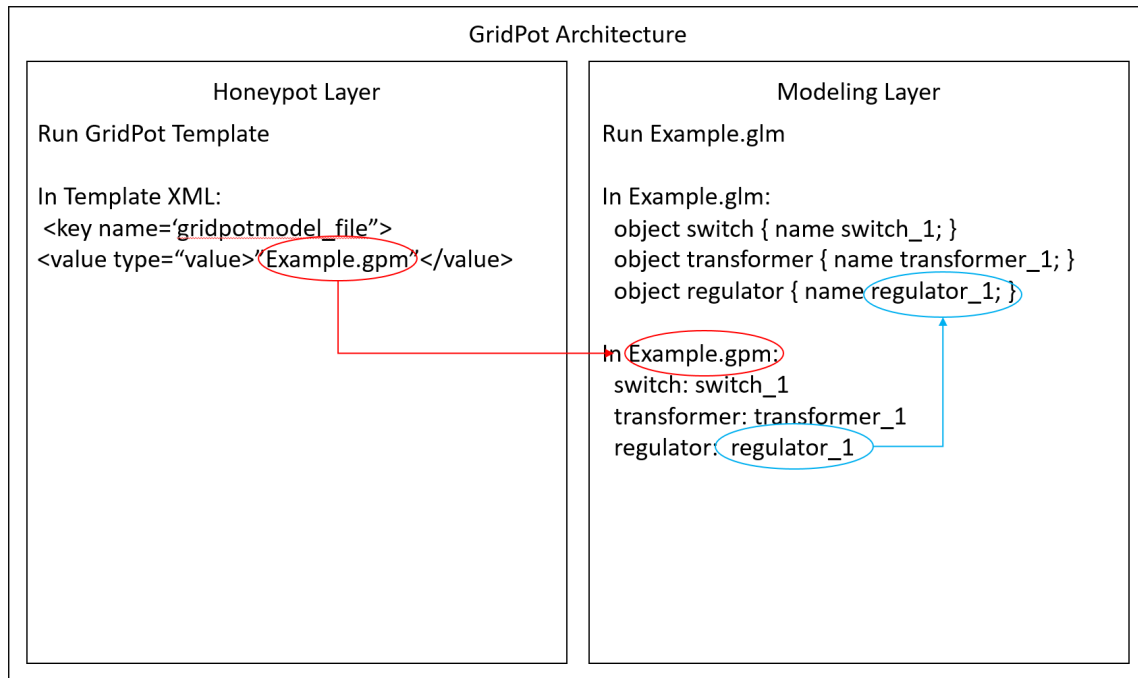 GridPot Architecture
Honeypot Layer
Run GridPot Template
In Template XML:
<key name=‘gridpotmodel_file”>
<value type=“value>”Example.gpm”</value>
Modeling Layer
Run Example.glm
In Example.glm:
object switch { name switch_1; }
object transformer { name transformer_1; }
object regulator { name regulator_1; }
In Example.gpm:
switch: switch_1
transformer: transformer_1
regulator: regulator_1